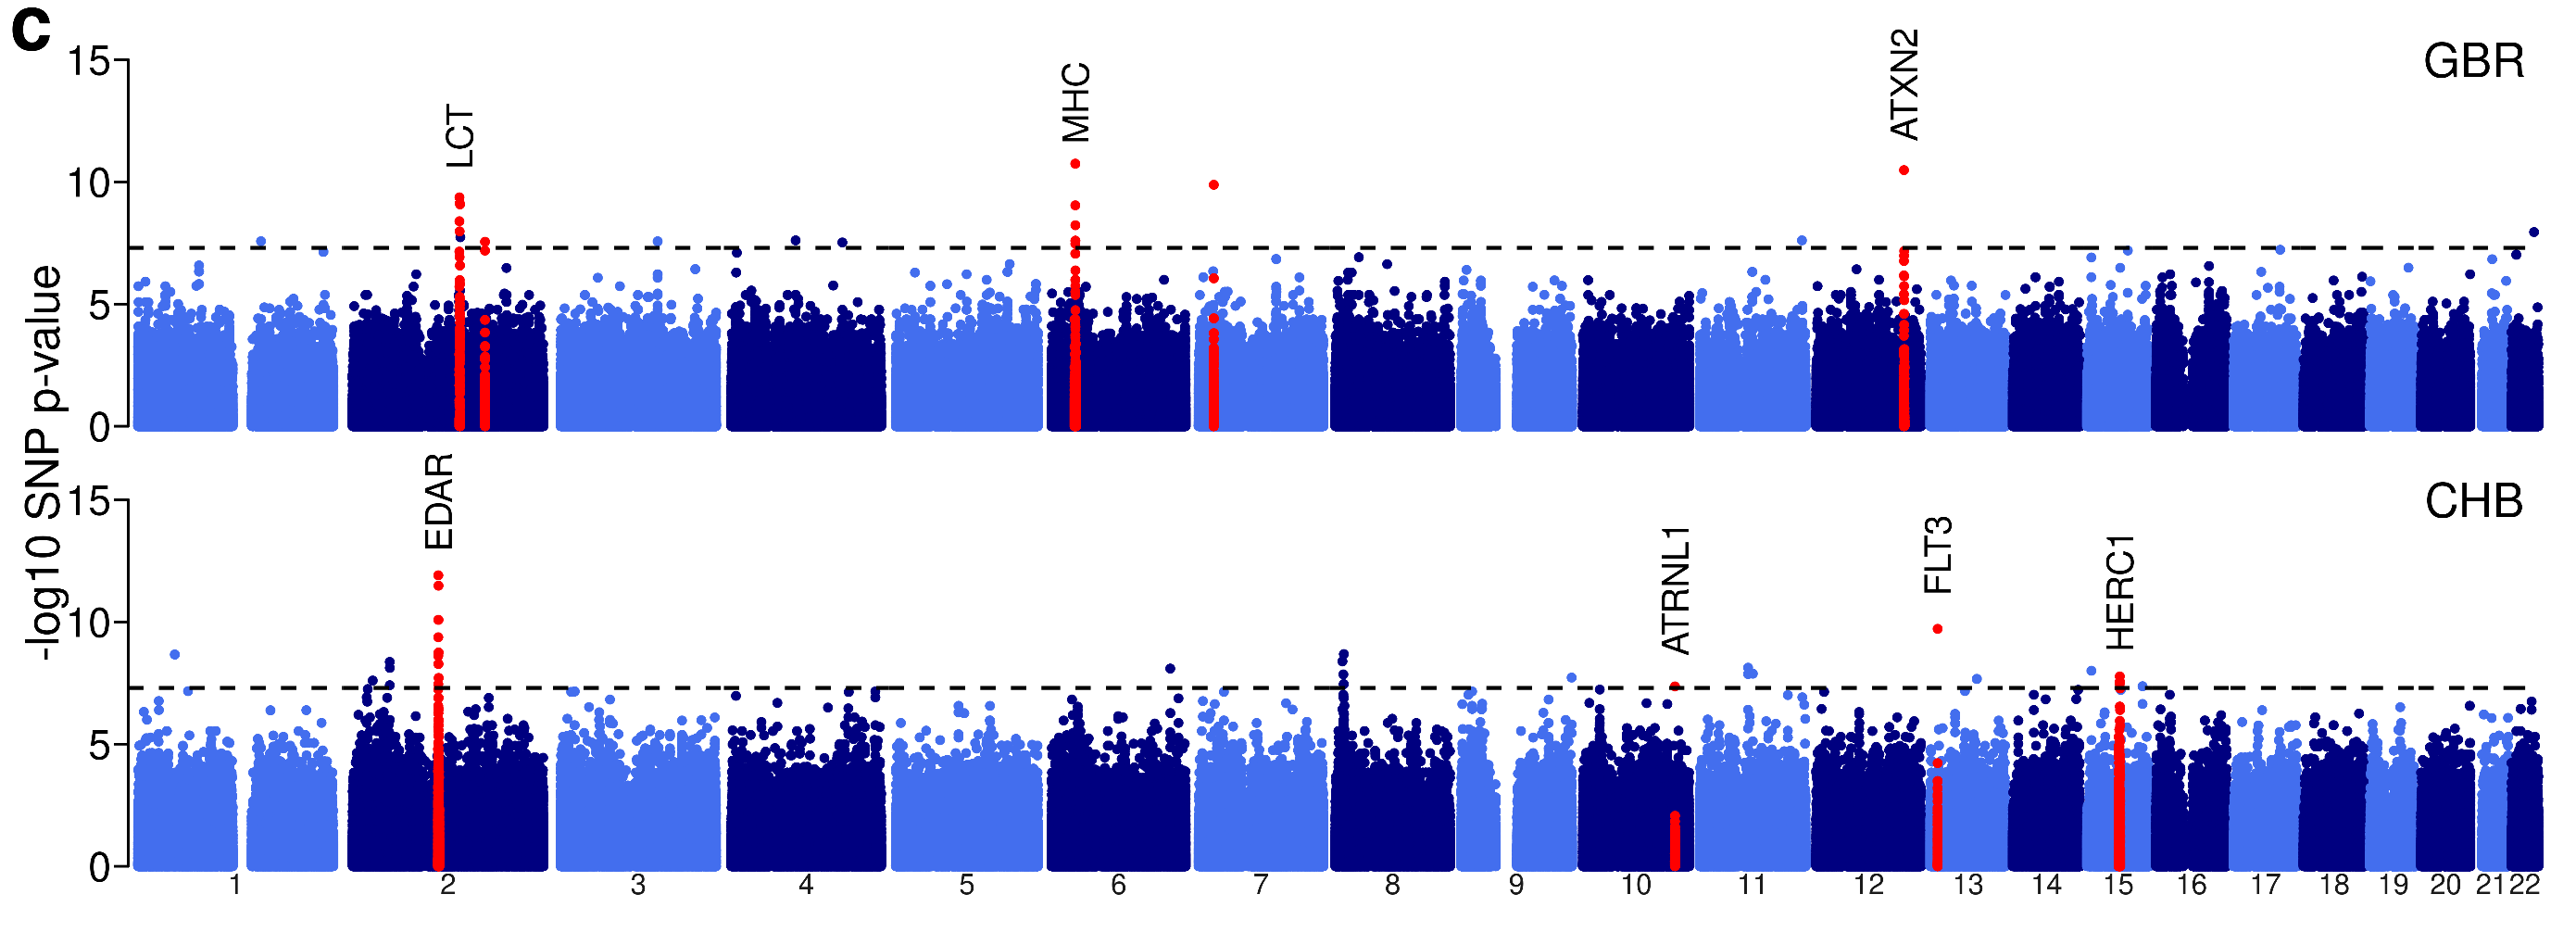 c
-log10 SNP p-value
GBR
15
10
5
0
LCT
MHC
ATXN2
CHB
15
10
5
0
EDAR
ATRNL1
FLT3
HERC1
1 2 3 4 5 6 7 8 9 10 11 12 13 14 15 16 17 18 19 20 21 22